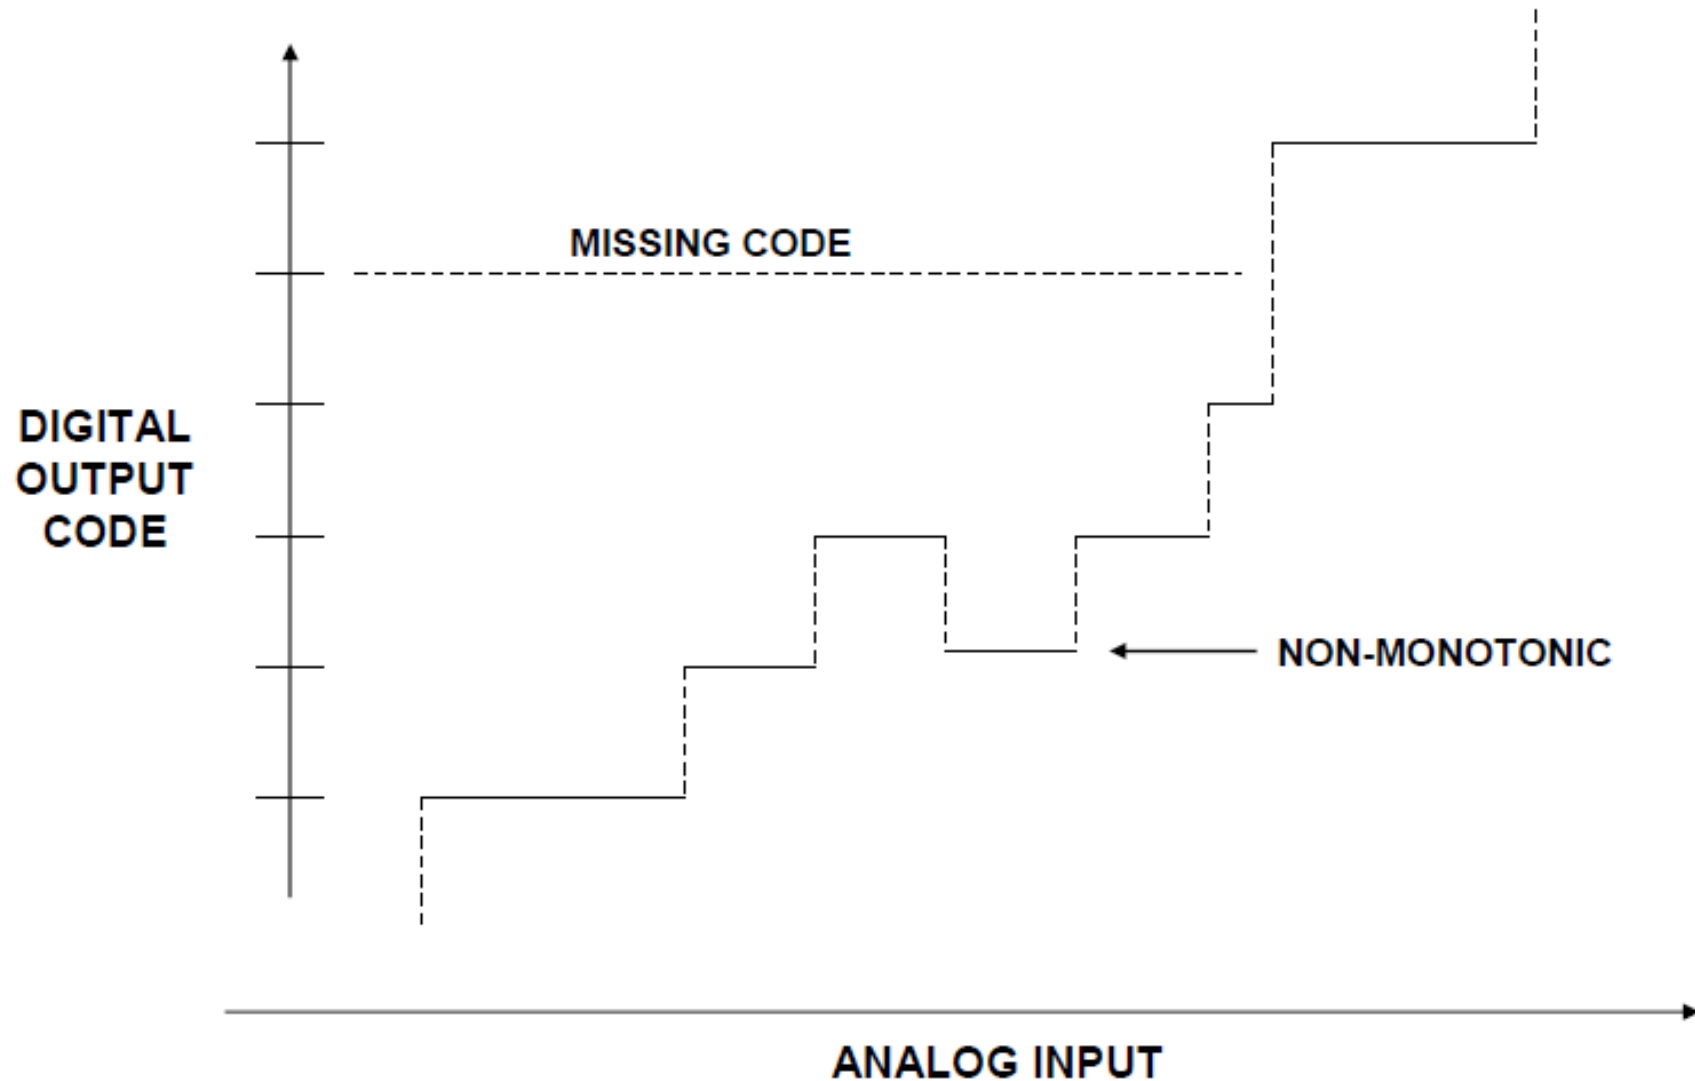 MISSING CODE
DIGITAL
OUTPUT
CODE
NON-MONOTONIC
ANALOG INPUT